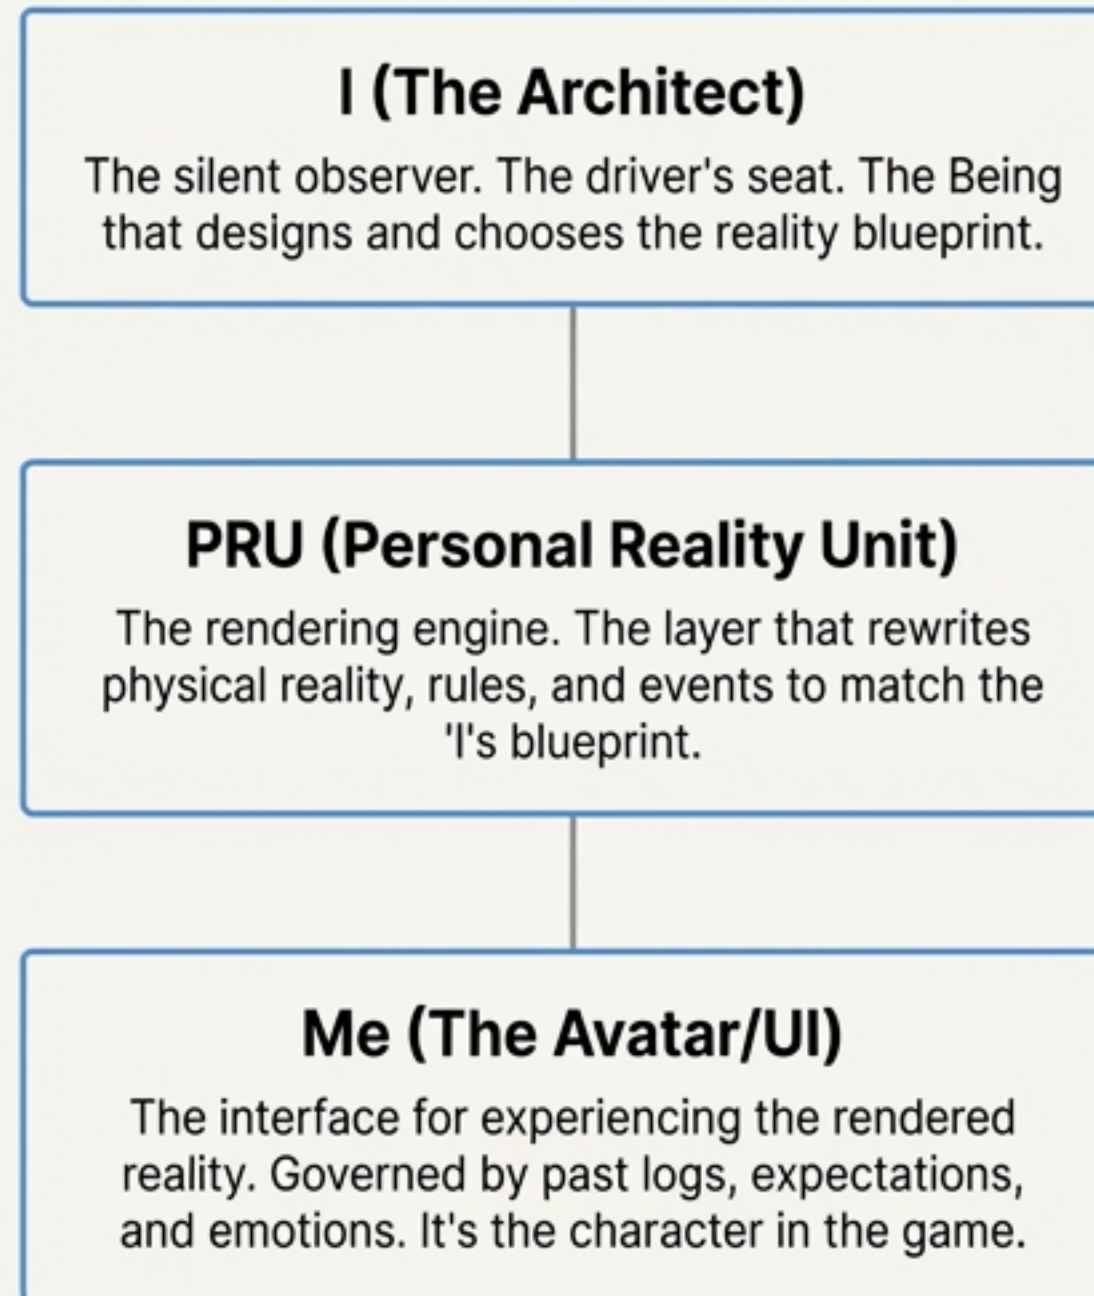 I (The Architect)
The silent observer. The driver's seat. The Being
that designs and chooses the reality blueprint.
PRU (Personal Reality Unit)
The rendering engine. The layer that rewrites
physical reality, rules, and events to match the
'I's blueprint.
Me (The Avatar/UI)
The interface for experiencing the rendered
reality. Governed by past logs, expectations,
and emotions. It's the character in the game.